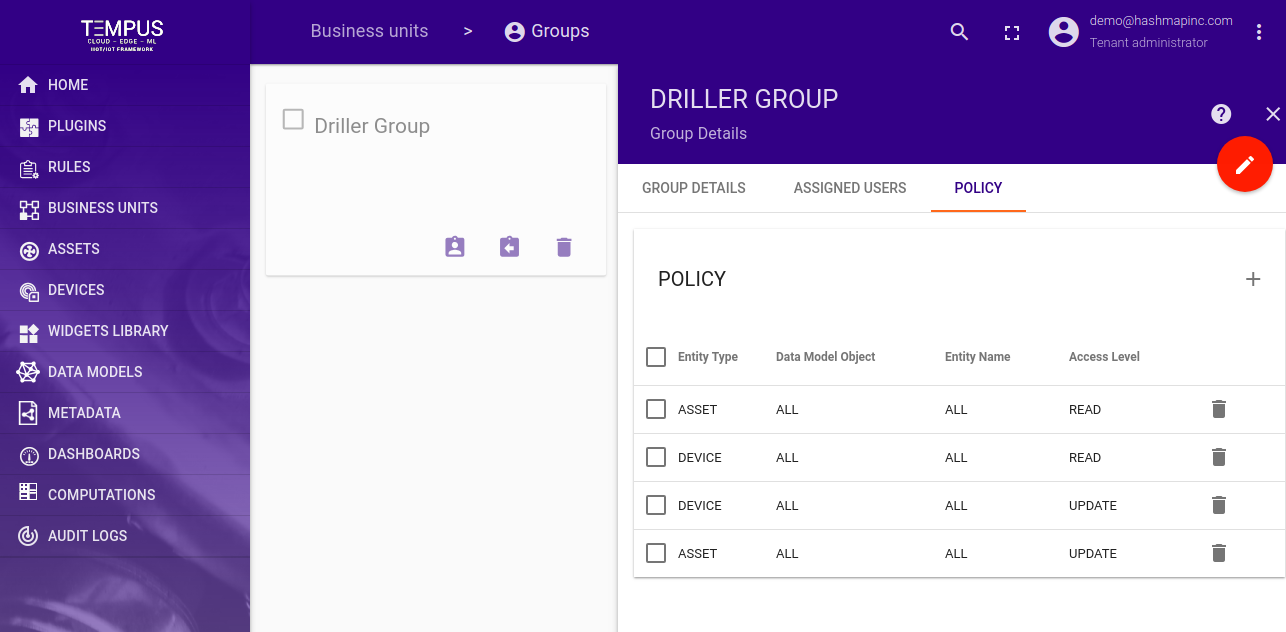 TEMPUS
CLOUD - EDGE - ML
IIOT/IOT FRAMEWORK
Business units > Groups
demo@hashmapinc.com
Tenant administrator
HOME
PLUGINS
RULES
BUSINESS UNITS
ASSETS
DEVICES
WIDGETS LIBRARY
DATA MODELS
METADATA
DASHBOARDS
COMPUTATIONS
AUDIT LOGS
Driller Group
DRILLER GROUP
Group Details
GROUP DETAILS ASSIGNED USERS POLICY
POLICY
Entity Type Data Model Object Entity Name Access Level
ASSET ALL ALL READ
DEVICE ALL ALL READ
DEVICE ALL ALL UPDATE
ASSET ALL ALL UPDATE